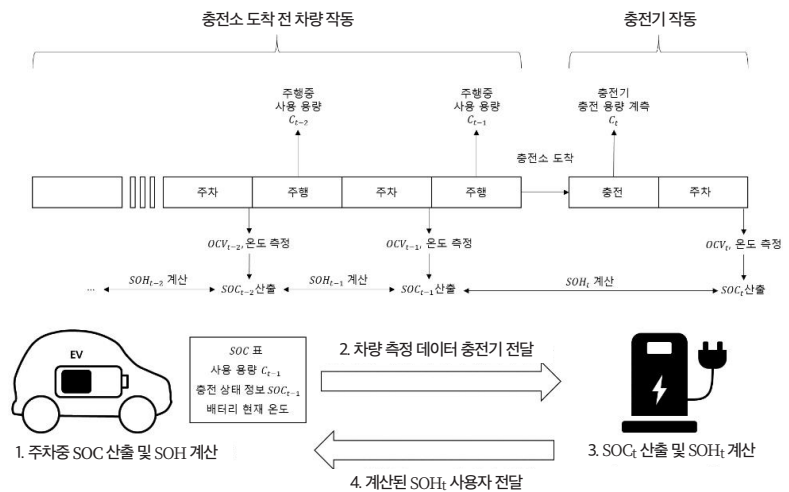 충전소 도착 전 차량 작동
충전기 작동
주행중
사용 용량
C_{t-2}
주행중
사용 용량
C_{t-1}
충전기
충전 용량 계측
C_t
충전소 도착
주차
주행
주차
주행
충전
주차
OCV_{t-2}, 온도 측정
OCV_{t-1}, 온도 측정
OCV_t, 온도 측정
...
SOH_{t-2} 계산
SOC_{t-2} 산출
SOH_{t-1} 계산
SOC_{t-1} 산출
SOH_t 계산
SOC_t 산출
EV
SOC 표
사용 용량 C_{t-1}
충전 상태 정보 SOC_{t-1}
배터리 현재 온도
2. 차량 측정 데이터 충전기 전달
1. 주차중 SOC 산출 및 SOH 계산
3. SOC_t 산출 및 SOH_t 계산
4. 계산된 SOH_t 사용자 전달